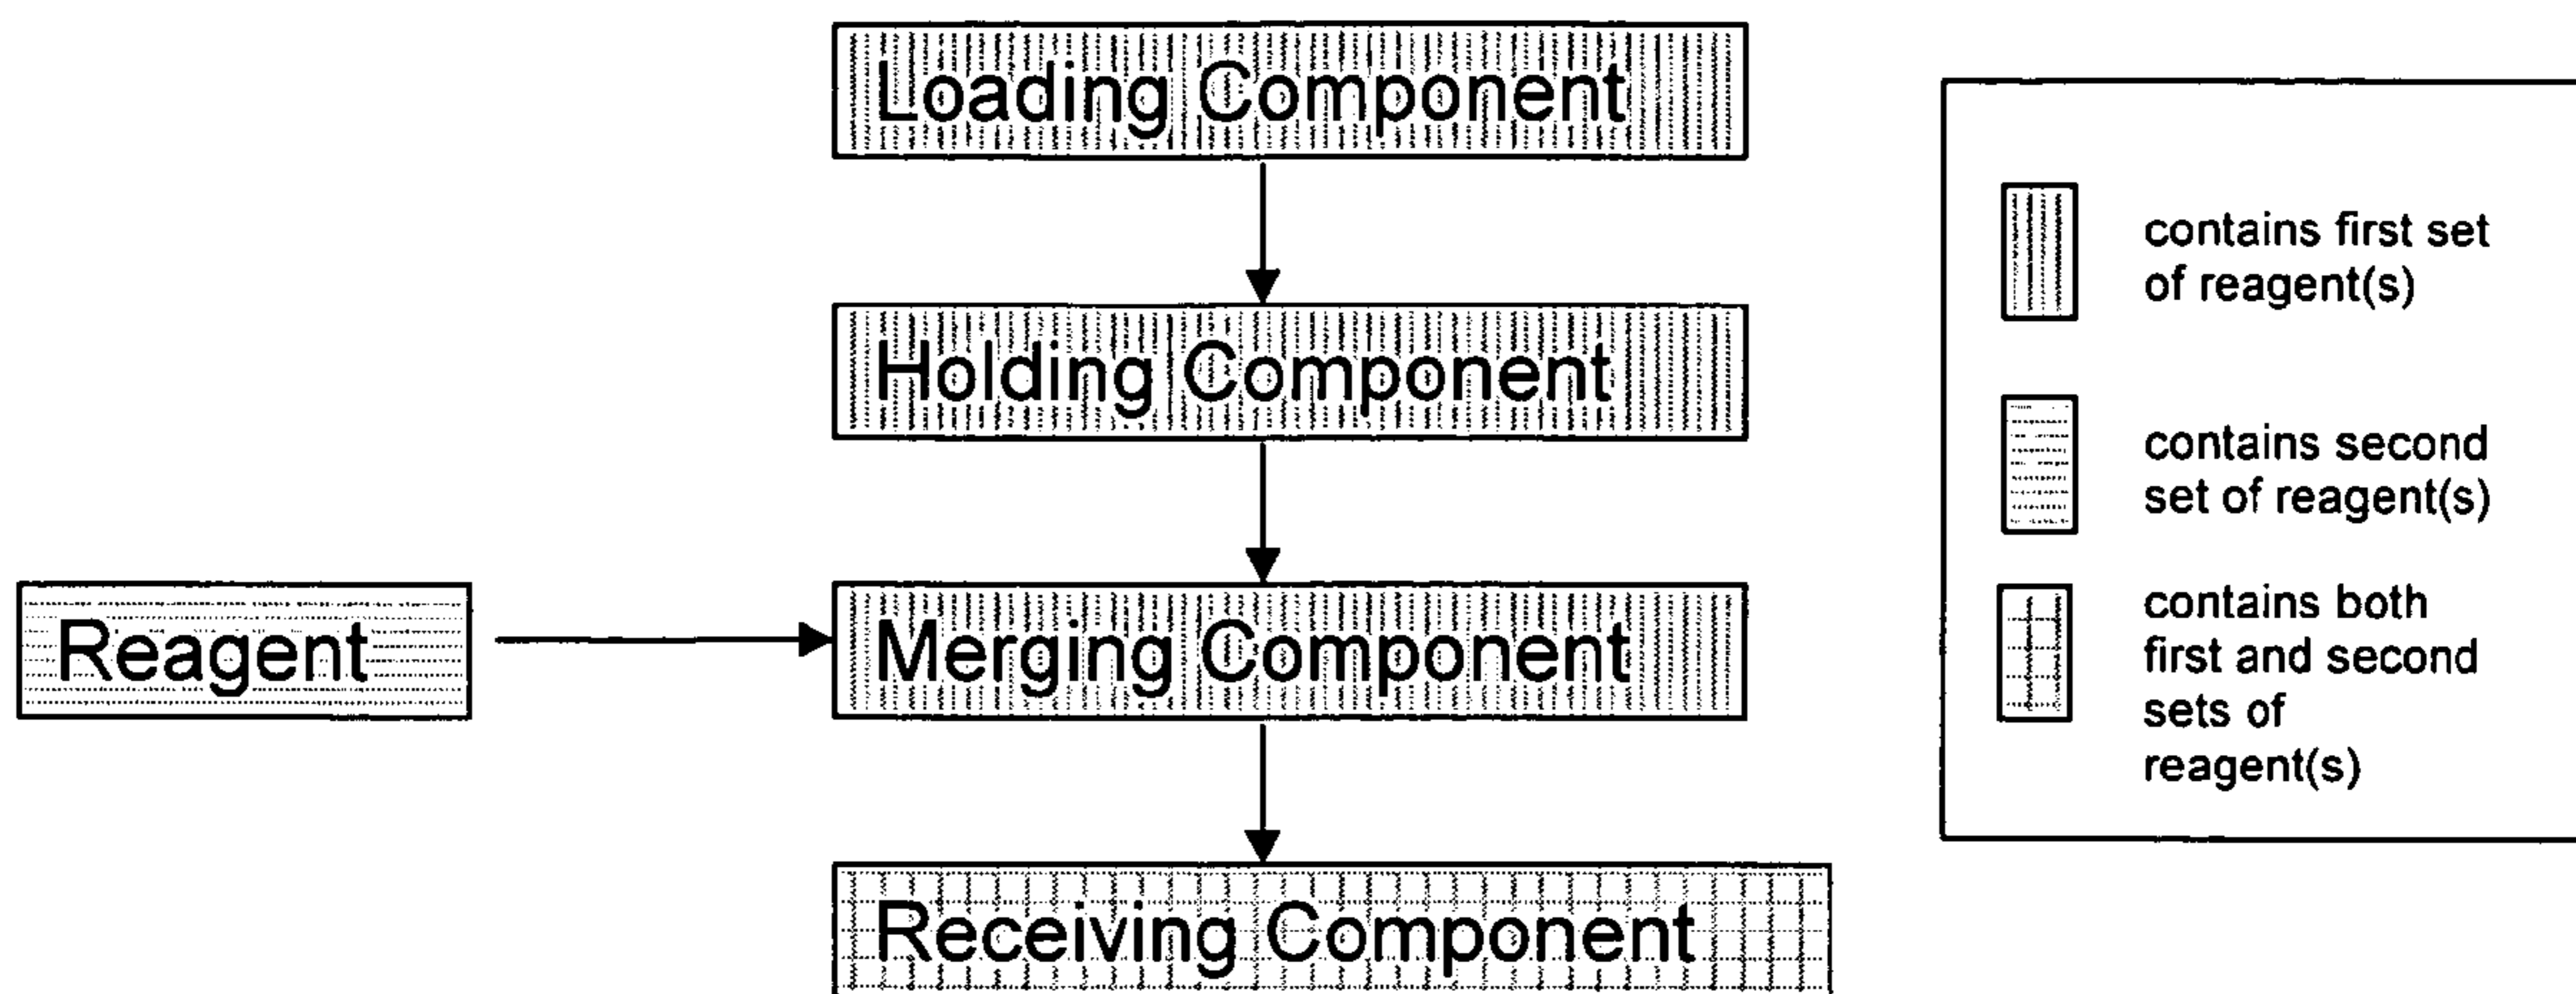 Loading Component
Holding Component
Reagent
Merging Component
Receiving Component
contains first set
of reagent(s)
contains second
set of reagent(s)
contains both
first and second
sets of
reagent(s)